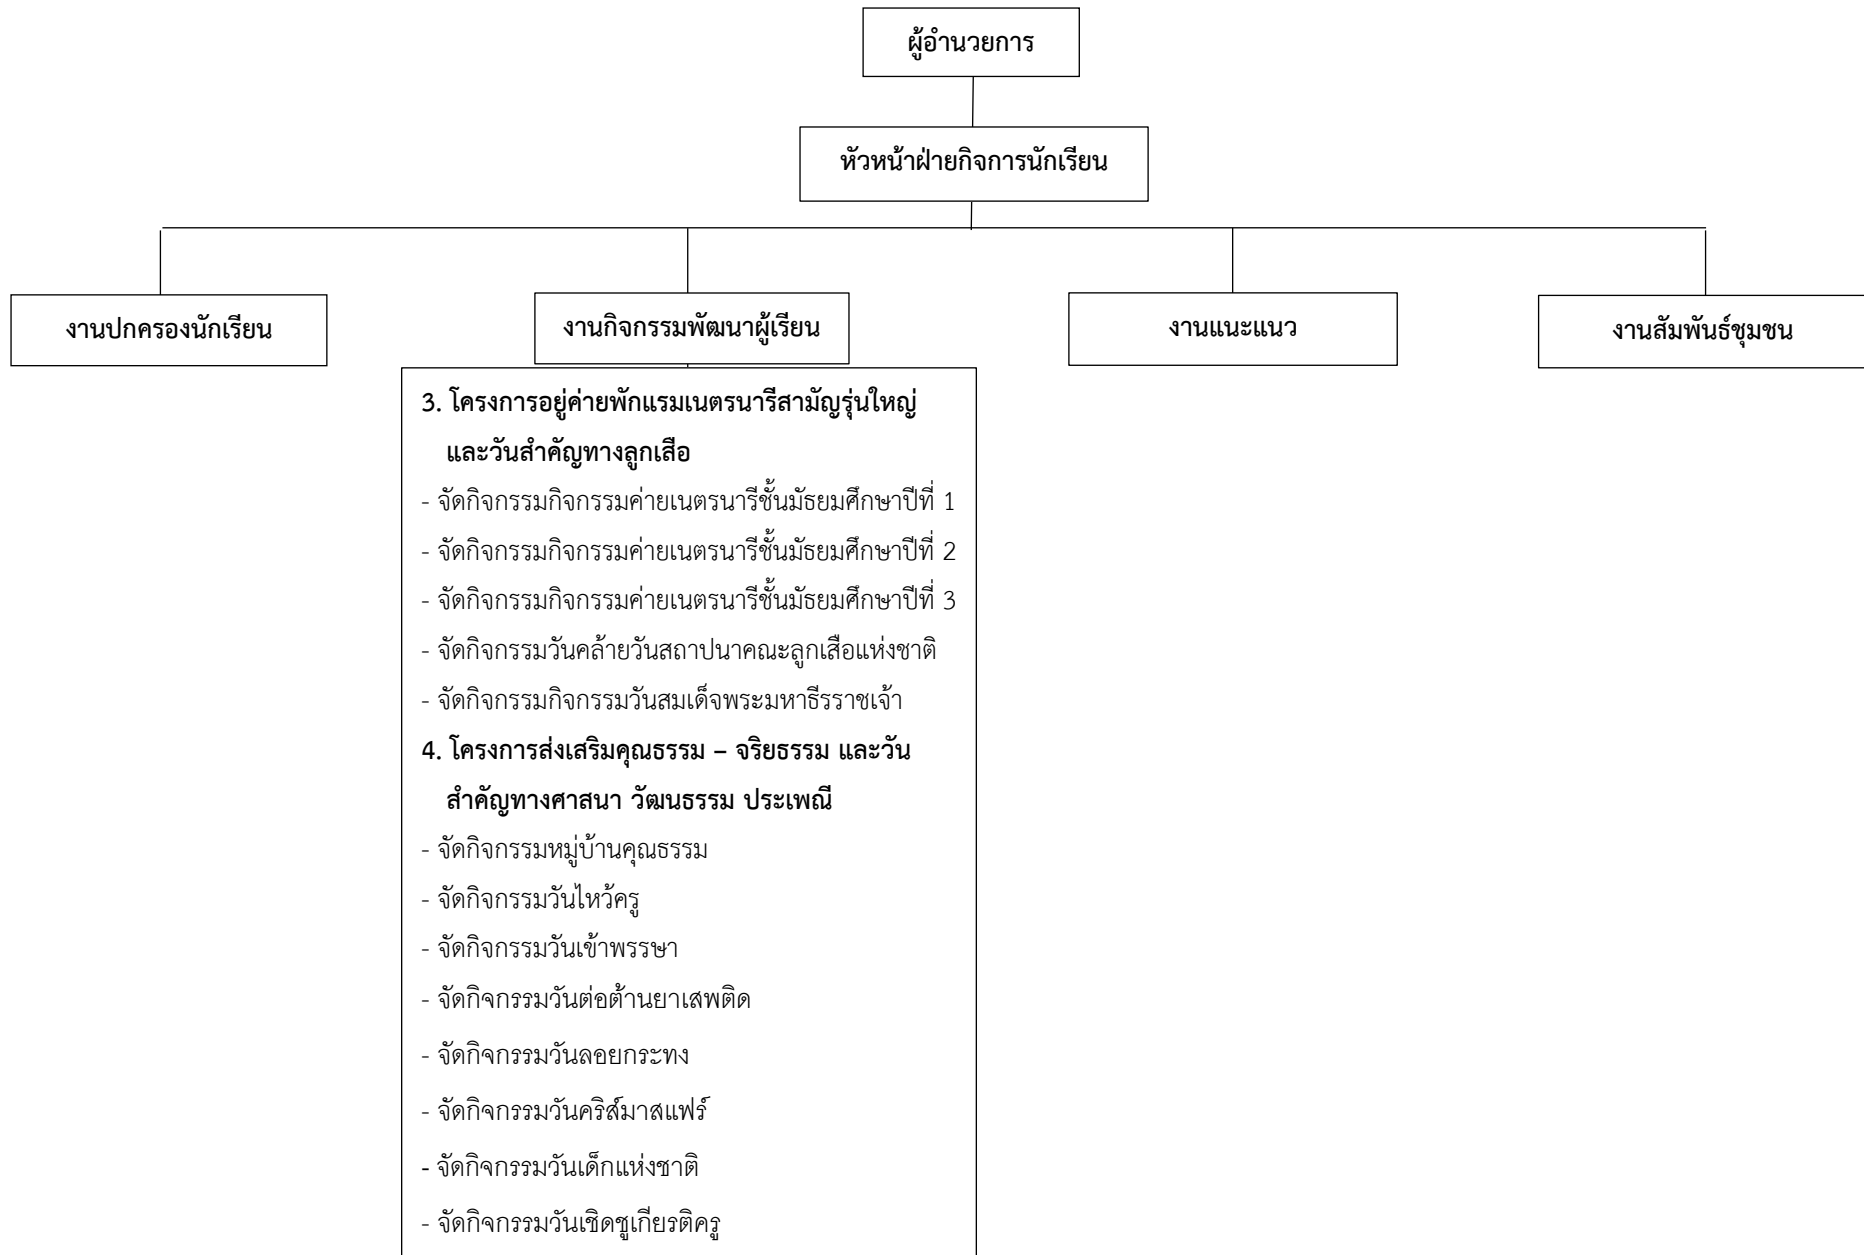 ผู้อำนวยการ
หัวหน้าฝ่ายกิจการนักเรียน
งานปกครองนักเรียน
งานกิจกรรมพัฒนาผู้เรียน
งานแนะแนว
งานสัมพันธ์ชุมชน
3. โครงการอยู่ค่ายพักแรมเนตรนารีสามัญรุ่นใหญ่
และวันสำคัญทางลูกเสือ
- จัดกิจกรรมกิจกรรมค่ายเนตรนารีชั้นมัธยมศึกษาปีที่ 1
- จัดกิจกรรมกิจกรรมค่ายเนตรนารีชั้นมัธยมศึกษาปีที่ 2
- จัดกิจกรรมกิจกรรมค่ายเนตรนารีชั้นมัธยมศึกษาปีที่ 3
- จัดกิจกรรมวันคล้ายวันสถาปนาคณะลูกเสือแห่งชาติ
- จัดกิจกรรมกิจกรรมวันสมเด็จพระมหาธีรราชเจ้า
4. โครงการส่งเสริมคุณธรรม – จริยธรรม และวัน
สำคัญทางศาสนา วัฒนธรรม ประเพณี
- จัดกิจกรรมหมู่บ้านคุณธรรม
- จัดกิจกรรมวันไหว้ครู
- จัดกิจกรรมวันเข้าพรรษา
- จัดกิจกรรมวันต่อต้านยาเสพติด
- จัดกิจกรรมวันลอยกระทง
- จัดกิจกรรมวันคริส์มาสแฟร์
- จัดกิจกรรมวันเด็กแห่งชาติ
- จัดกิจกรรมวันเชิดชูเกียรติครู